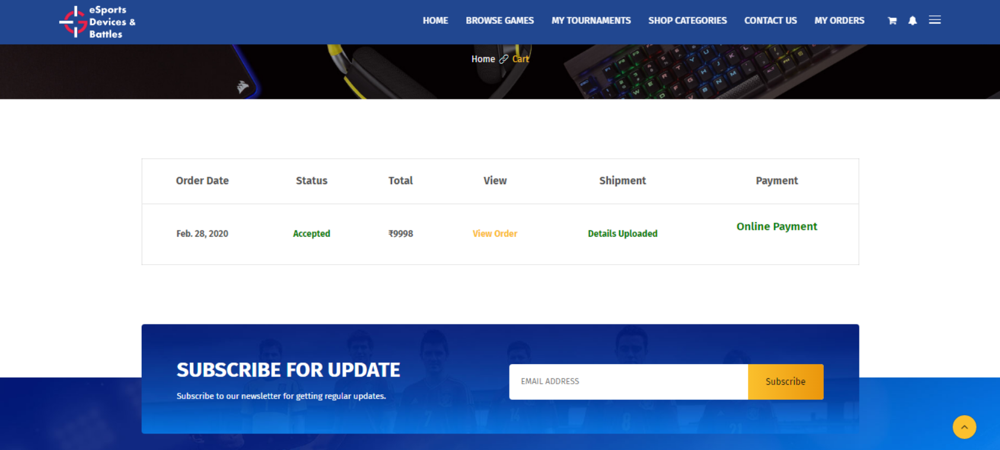 eSports
Devices &
Battles
HOME BROWSE GAMES MY TOURNAMENTS SHOP CATEGORIES CONTACT US MY ORDERS
Home Cart
Order Date Status Total View Shipment Payment
Feb. 28, 2020 Accepted ₹9998 View Order Details Uploaded Online Payment
SUBSCRIBE FOR UPDATE
Subscribe to our newsletter for getting regular updates.
EMAIL ADDRESS Subscribe